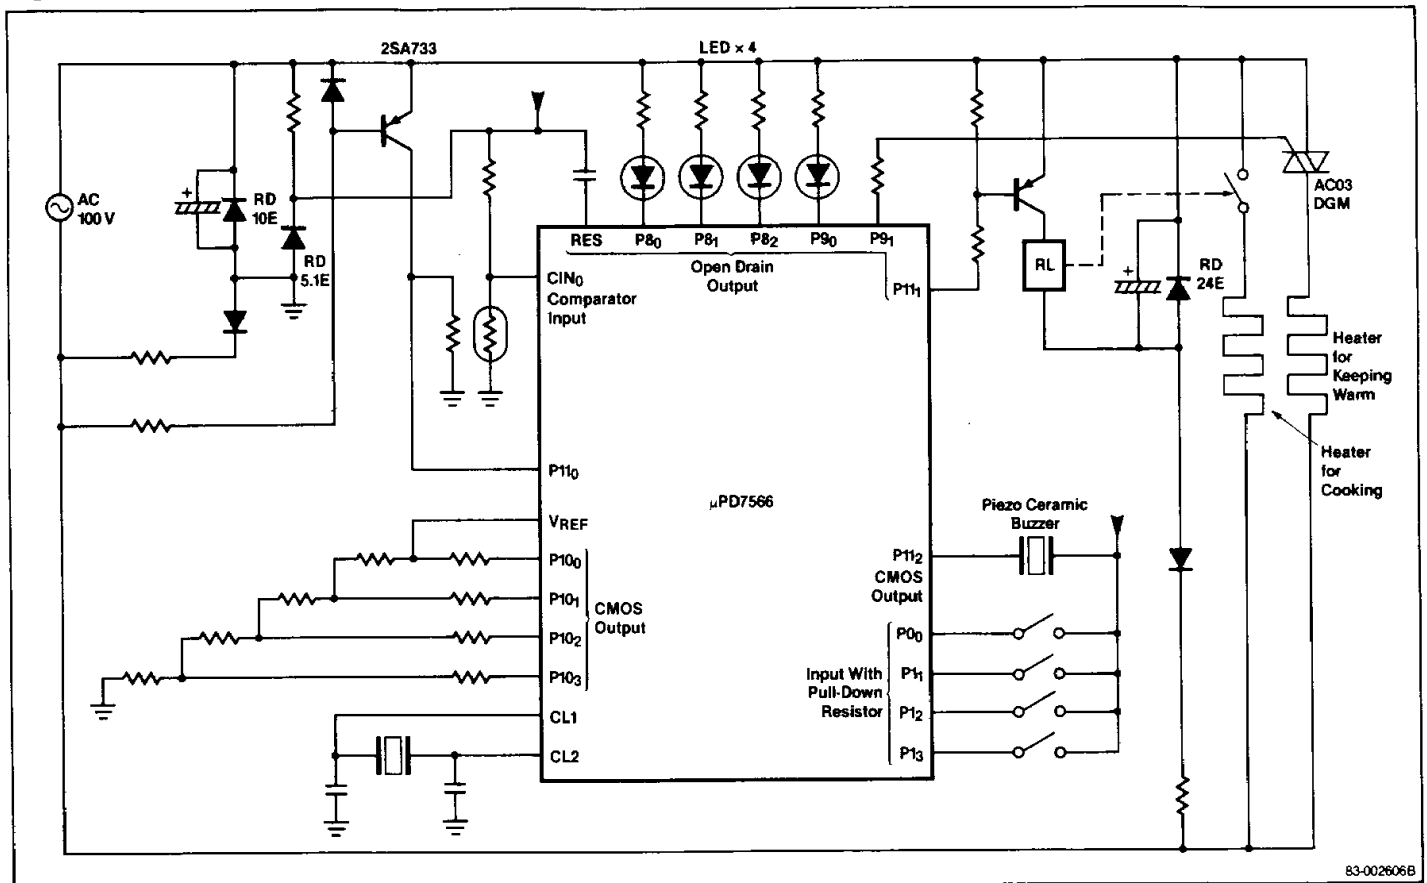 2SA733
LED × 4
AC
100 V
RD
10E
RD
5.1E
RES
P8₀
P8₁
P8₂
P9₀
P9₁
Open Drain
Output
CIN₀
Comparator
Input
P11₁
RL
RD
24E
AC03
DGM
Heater
for
Keeping
Warm
Heater
for
Cooking
P11₀
μPD7566
VREF
P10₀
P10₁
P10₂
P10₃
CMOS
Output
CL1
CL2
Piezo Ceramic
Buzzer
P11₂
CMOS
Output
P0₀
P1₁
P1₂
P1₃
Input With
Pull-Down
Resistor
83-002606B